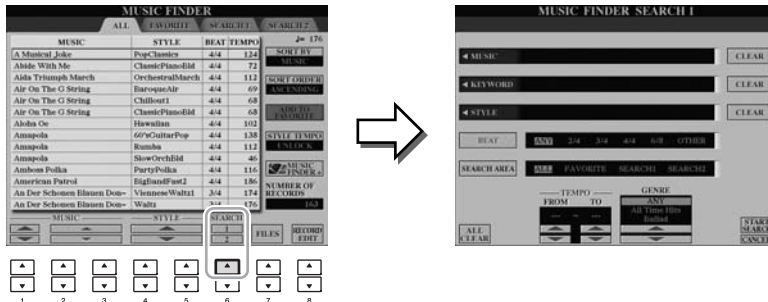 MUSIC FINDER
ALL FAVORITE SEARCH 1 SEARCH 2
MUSIC STYLE BEAT TEMPO
A Musical Joke PopClassics 4/4 124
Abide With Me ClassicPianoBld 4/4 72
Aida Triumph March OrchestralMarch 4/4 112
Air On The G String BaroqueAir 4/4 69
Air On The G String Chillout1 4/4 68
Air On The G String ClassicPianoBld 4/4 68
Aloha Oe Hawaiian 4/4 102
Amapola 60'sGuitarPop 4/4 138
Amapola Rumba 4/4 112
Amapola SlowOrchBld 4/4 46
Amboss Polka PartyPolka 4/4 116
American Patrol BigBandFast2 4/4 186
An Der Schonen Blauen Don~ VienneseWaltz1 3/4 174
An Der Schonen Blauen Don~ Waltz 3/4 176
♩= 176
SORT BY
MUSIC
SORT ORDER
ASCENDING
ADD TO
FAVORITE
STYLE TEMPO
UNLOCK
MUSIC
FINDER+
NUMBER OF
RECORDS
163
MUSIC STYLE SEARCH
1
2
FILES
RECORD
EDIT
1 2 3 4 5 6 7 8
MUSIC FINDER SEARCH 1
MUSIC CLEAR
KEYWORD CLEAR
STYLE CLEAR
BEAT ANY 2/4 3/4 4/4 6/8 OTHER
SEARCH AREA ALL FAVORITE SEARCH1 SEARCH2
TEMPO
FROM TO
--- ~ ---
GENRE
ANY
All Time Hits
Ballad
ALL
CLEAR
START
SEARCH
CANCEL